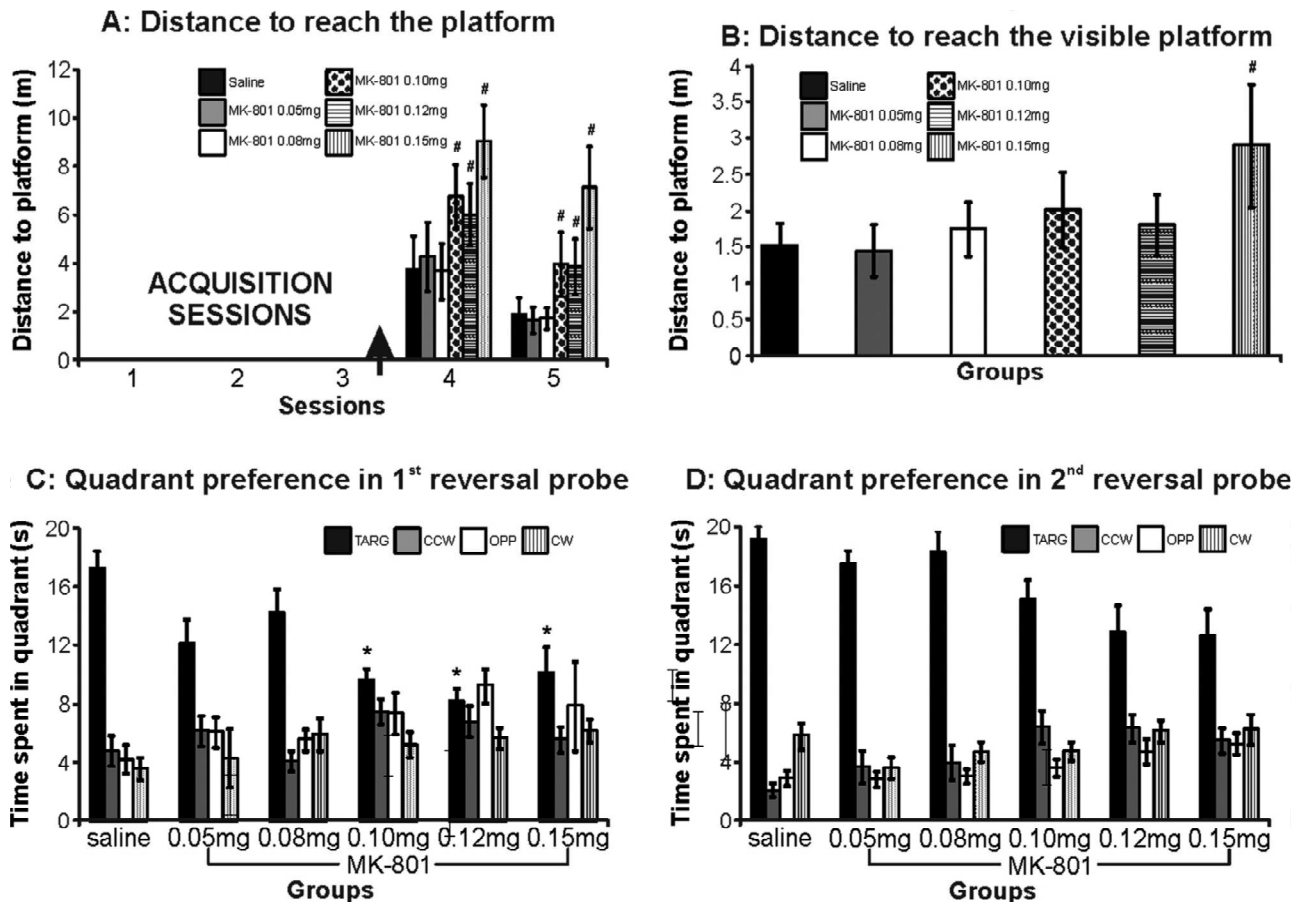 A: Distance to reach the platform
Distance to platform (m)
12
10
8
6
4
2
0
Saline
MK-801 0.05mg
MK-801 0.08mg
MK-801 0.10mg
MK-801 0.12mg
MK-801 0.15mg
# # #
# # #
ACQUISITION
SESSIONS
1 2 3 4 5
Sessions
B: Distance to reach the visible platform
Distance to platform (m)
4
3.5
3
2.5
2
1.5
1
0.5
0
Saline
MK-801 0.05mg
MK-801 0.08mg
MK-801 0.10mg
MK-801 0.12mg
MK-801 0.15mg
#
Groups
: C: Quadrant preference in 1st reversal probe
Time spent in quadrant (s)
20
16
12
8
4
0
TARG CCW OPP CW
* * *
saline 0.05mg 0.08mg 0.10mg 0.12mg 0.15mg
MK-801
Groups
D: Quadrant preference in 2nd reversal probe
Time spent in quadrant (s)
20
16
12
8
4
0
TARG CCW OPP CW
saline 0.05mg 0.08mg 0.10mg 0.12mg 0.15mg
MK-801
Groups